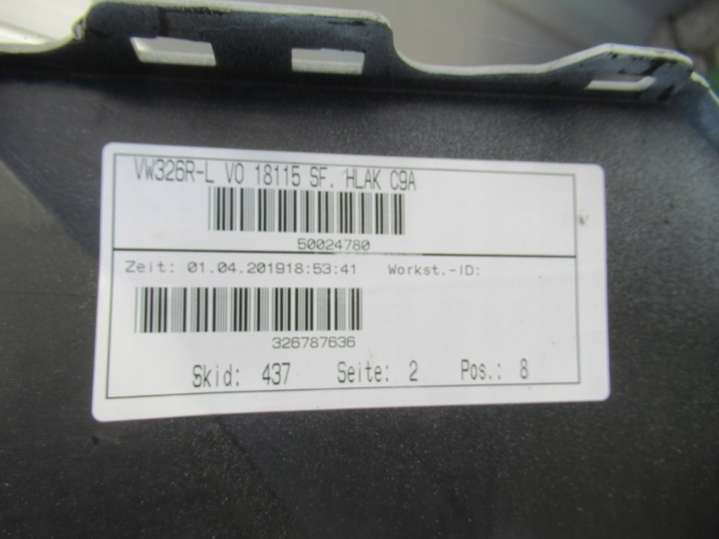 VW326R-L VO 18115 SF. HLAK C9A
50024780
Zeit: 01.04.201918:53:41 Workst.-ID:
326787636
Skid: 437 Seite: 2 Pos.: 8